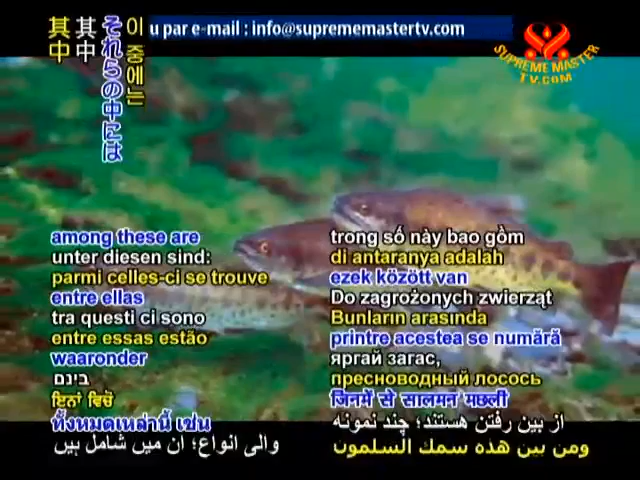 u par e-mail : info@suprememastertv.com
SUPREME MASTER
TV.COM
이 중에는
それらの中には
其中
其中
among these are
unter diesen sind:
parmi celles-ci se trouve
entre ellas
tra questi ci sono
entre essas estão
waaronder
בינם
ਇਨਾਂ ਵਿਚੋਂ
ทั้งหมดเหล่านี้ เช่น
والی انواع؛ ان میں شامل ہیں
trong số này bao gồm
di antaranya adalah
ezek között van
Do zagrożonych zwierząt
Bunların arasında
printre acestea se numără
яргай загас,
пресноводный лосось
जिनमें से सालमन मछली
از بین رفتن هستند؛ چند نمونه
ومن بين هذه سمك السلمون